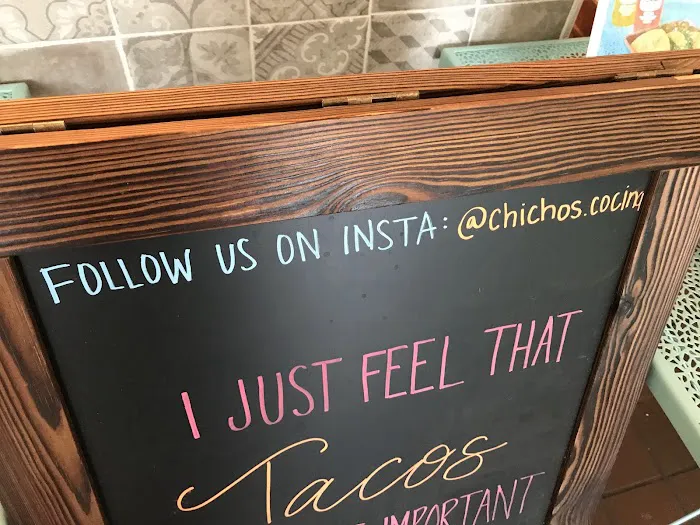 FOLLOW US ON INSTA: @chichos.cocina
I JUST FEEL THAT
Tacos
IMPORTANT